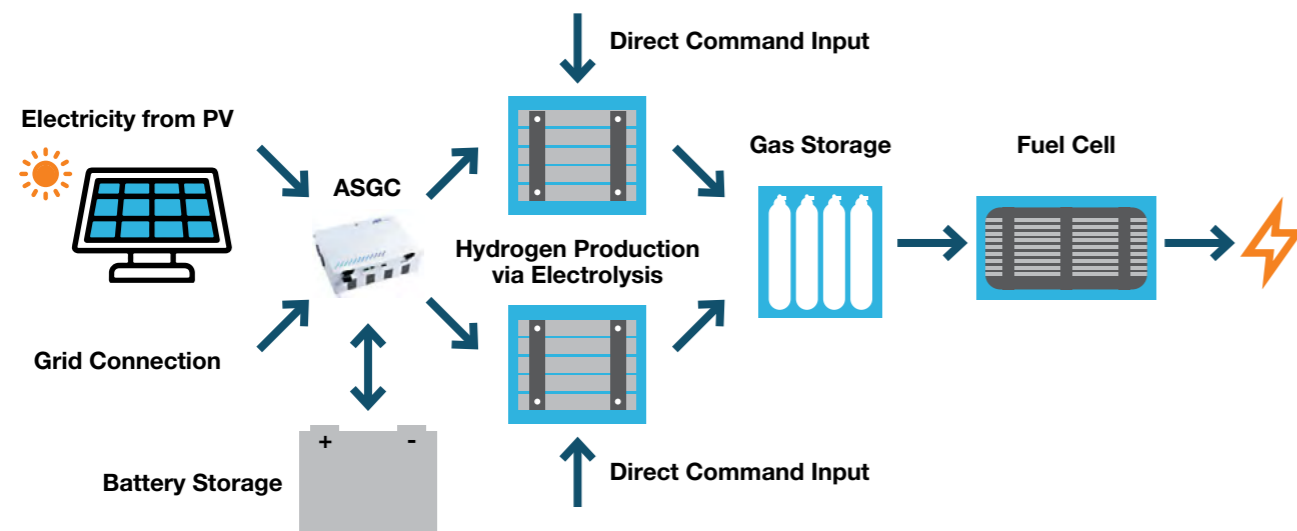 Direct Command Input
Electricity from PV
ASGC
Gas Storage
Fuel Cell
Hydrogen Production
via Electrolysis
Grid Connection
+ -
Battery Storage
Direct Command Input